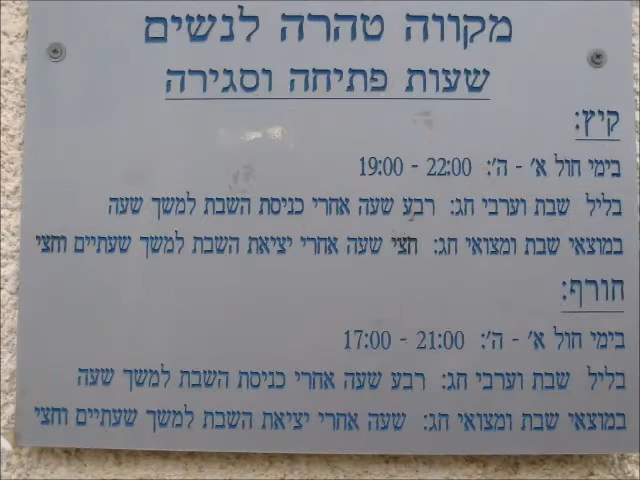 מקווה טהרה לנשים
שעות פתיחה וסגירה
קיץ:
בימי חול א׳ - ה׳: 22:00 - 19:00
בליל שבת וערבי חג: רבע שעה אחרי כניסת השבת למשך שעה
במוצאי שבת ומצואי חג: חצי שעה אחרי יציאת השבת למשך שעתיים וחצי
חורף:
בימי חול א׳ - ה׳: 21:00 - 17:00
בליל שבת וערבי חג: רבע שעה אחרי כניסת השבת למשך שעה
במוצאי שבת ומצואי חג: שעה אחרי יציאת השבת למשך שעתיים וחצי